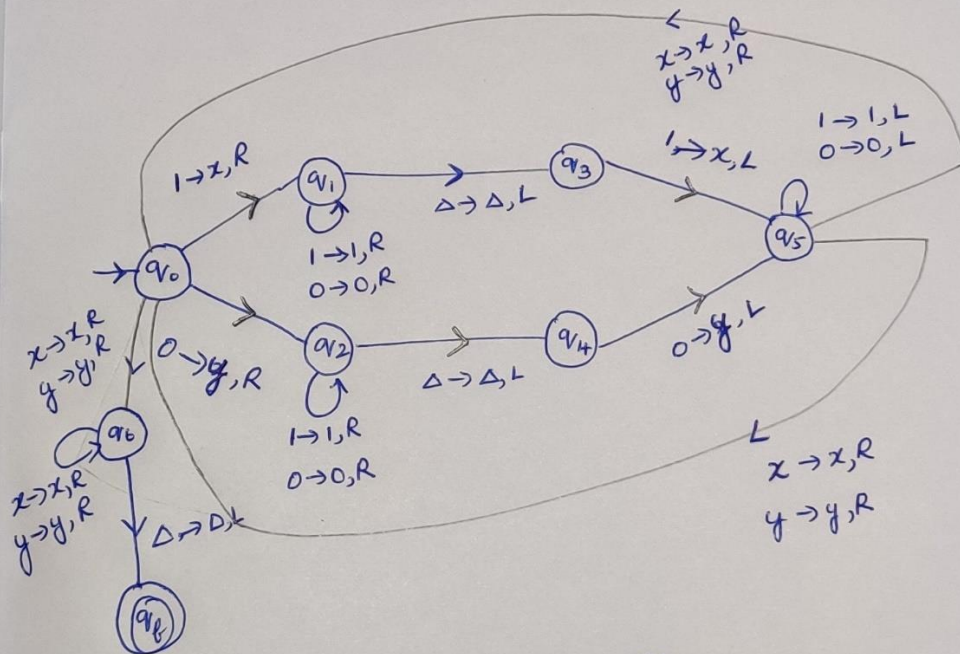 x→x,R
y→y,R
1→1,L
0→0,L
1→x,R
q1
Δ→Δ,L
q3
1→x,L
q5
1→1,R
0→0,R
q0
x→x,R
y→y,R
0→y,R
q2
Δ→Δ,L
q4
0→y,L
1→1,R
0→0,R
q6
x→x,R
y→y,R
x→x,R
y→y,R
Δ→Δ,L
qf